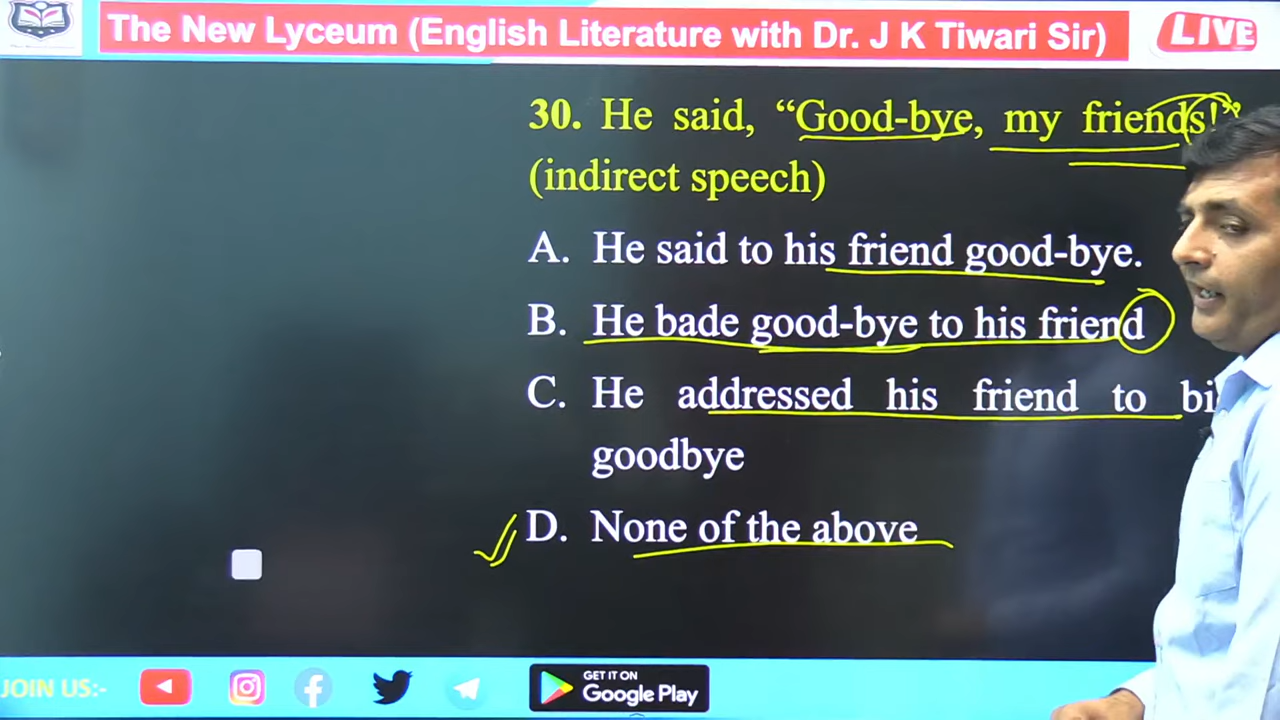 The New Lyceum (English Literature with Dr. J K Tiwari Sir)
LIVE
30. He said, “Good-bye, my friends!”
(indirect speech)
A. He said to his friend good-bye.
B. He bade good-bye to his friend
C. He addressed his friend to
goodbye
D. None of the above
JOIN US:-
GET IT ON
Google Play